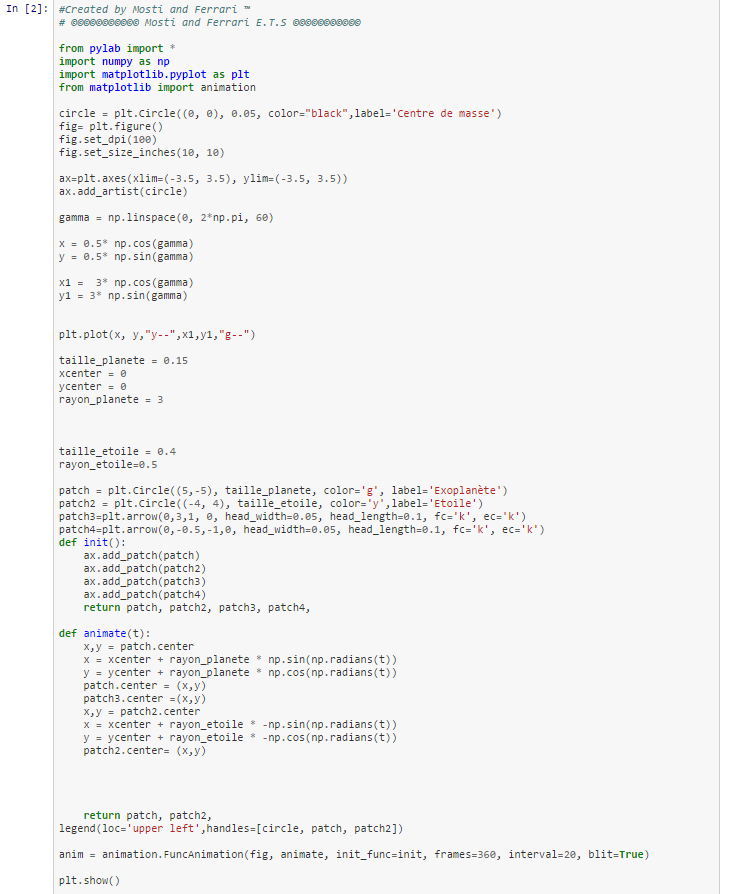 In [2]: #Created by Mosti and Ferrari ™
# @@@@@@@@@@@ Mosti and Ferrari E.T.S @@@@@@@@@@@
from pylab import *
import numpy as np
import matplotlib.pyplot as plt
from matplotlib import animation
circle = plt.Circle((0, 0), 0.05, color="black",label='Centre de masse')
fig= plt.figure()
fig.set_dpi(100)
fig.set_size_inches(10, 10)
ax=plt.axes(xlim=(-3.5, 3.5), ylim=(-3.5, 3.5))
ax.add_artist(circle)
gamma = np.linspace(0, 2*np.pi, 60)
x = 0.5* np.cos(gamma)
y = 0.5* np.sin(gamma)
x1 =  3* np.cos(gamma)
y1 = 3* np.sin(gamma)
plt.plot(x, y,"y--",x1,y1,"g--")
taille_planete = 0.15
xcenter = 0
ycenter = 0
rayon_planete = 3
taille_etoile = 0.4
rayon_etoile=0.5
patch = plt.Circle((5,-5), taille_planete, color='g', label='Exoplanète')
patch2 = plt.Circle((-4, 4), taille_etoile, color='y',label='Etoile')
patch3=plt.arrow(0,3,1, 0, head_width=0.05, head_length=0.1, fc='k', ec='k')
patch4=plt.arrow(0,-0.5,-1,0, head_width=0.05, head_length=0.1, fc='k', ec='k')
def init():
    ax.add_patch(patch)
    ax.add_patch(patch2)
    ax.add_patch(patch3)
    ax.add_patch(patch4)
    return patch, patch2, patch3, patch4,
def animate(t):
    x,y = patch.center
    x = xcenter + rayon_planete * np.sin(np.radians(t))
    y = ycenter + rayon_planete * np.cos(np.radians(t))
    patch.center = (x,y)
    patch3.center =(x,y)
    x,y = patch2.center
    x = xcenter + rayon_etoile * -np.sin(np.radians(t))
    y = ycenter + rayon_etoile * -np.cos(np.radians(t))
    patch2.center= (x,y)
    return patch, patch2,
legend(loc='upper left',handles=[circle, patch, patch2])
anim = animation.FuncAnimation(fig, animate, init_func=init, frames=360, interval=20, blit=True)
plt.show()